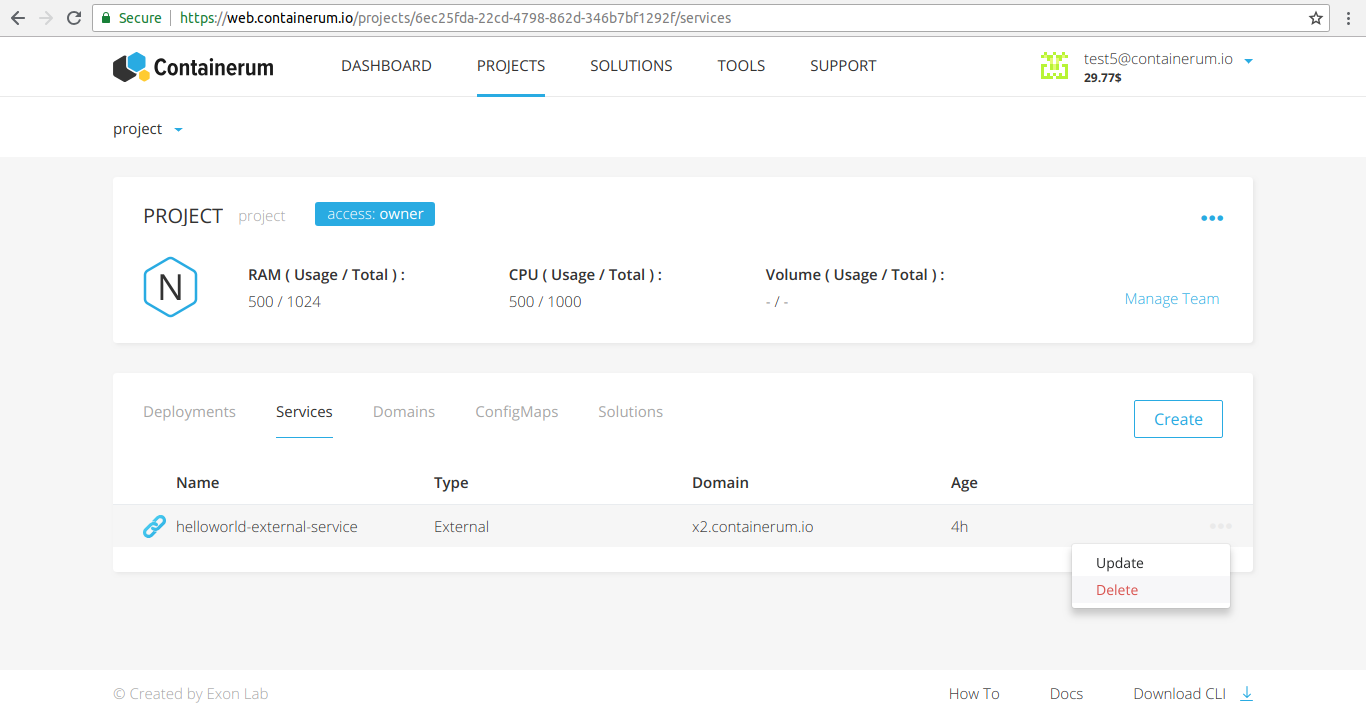 Secure https://web.containerum.io/projects/6ec25fda-22cd-4798-862d-346b7bf1292f/services
Containerum DASHBOARD PROJECTS SOLUTIONS TOOLS SUPPORT test5@containerum.io
29.77$
project
PROJECT project access: owner
N
RAM ( Usage / Total ) : CPU ( Usage / Total ) : Volume ( Usage / Total ) :
500 / 1024 500 / 1000 - / -
Manage Team
Deployments Services Domains ConfigMaps Solutions
Create
Name Type Domain Age
helloworld-external-service External x2.containerum.io 4h
Update
Delete
© Created by Exon Lab How To Docs Download CLI